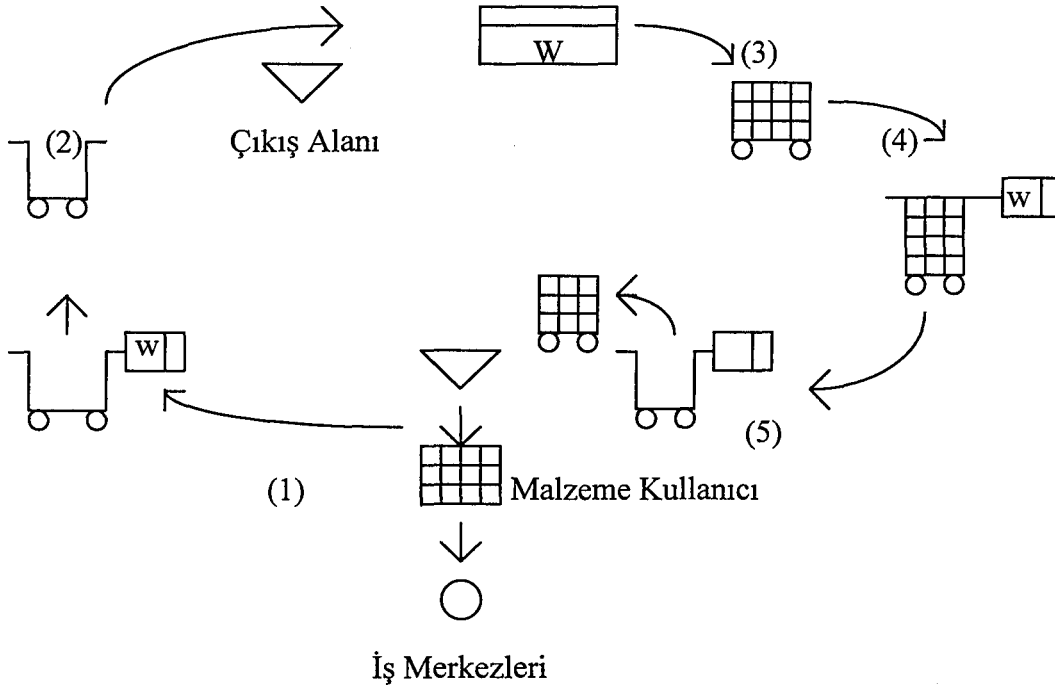 W
(3)
(2)
Çıkış Alanı
(4)
w
w
(5)
(1)
Malzeme Kullanıcı
İş Merkezleri